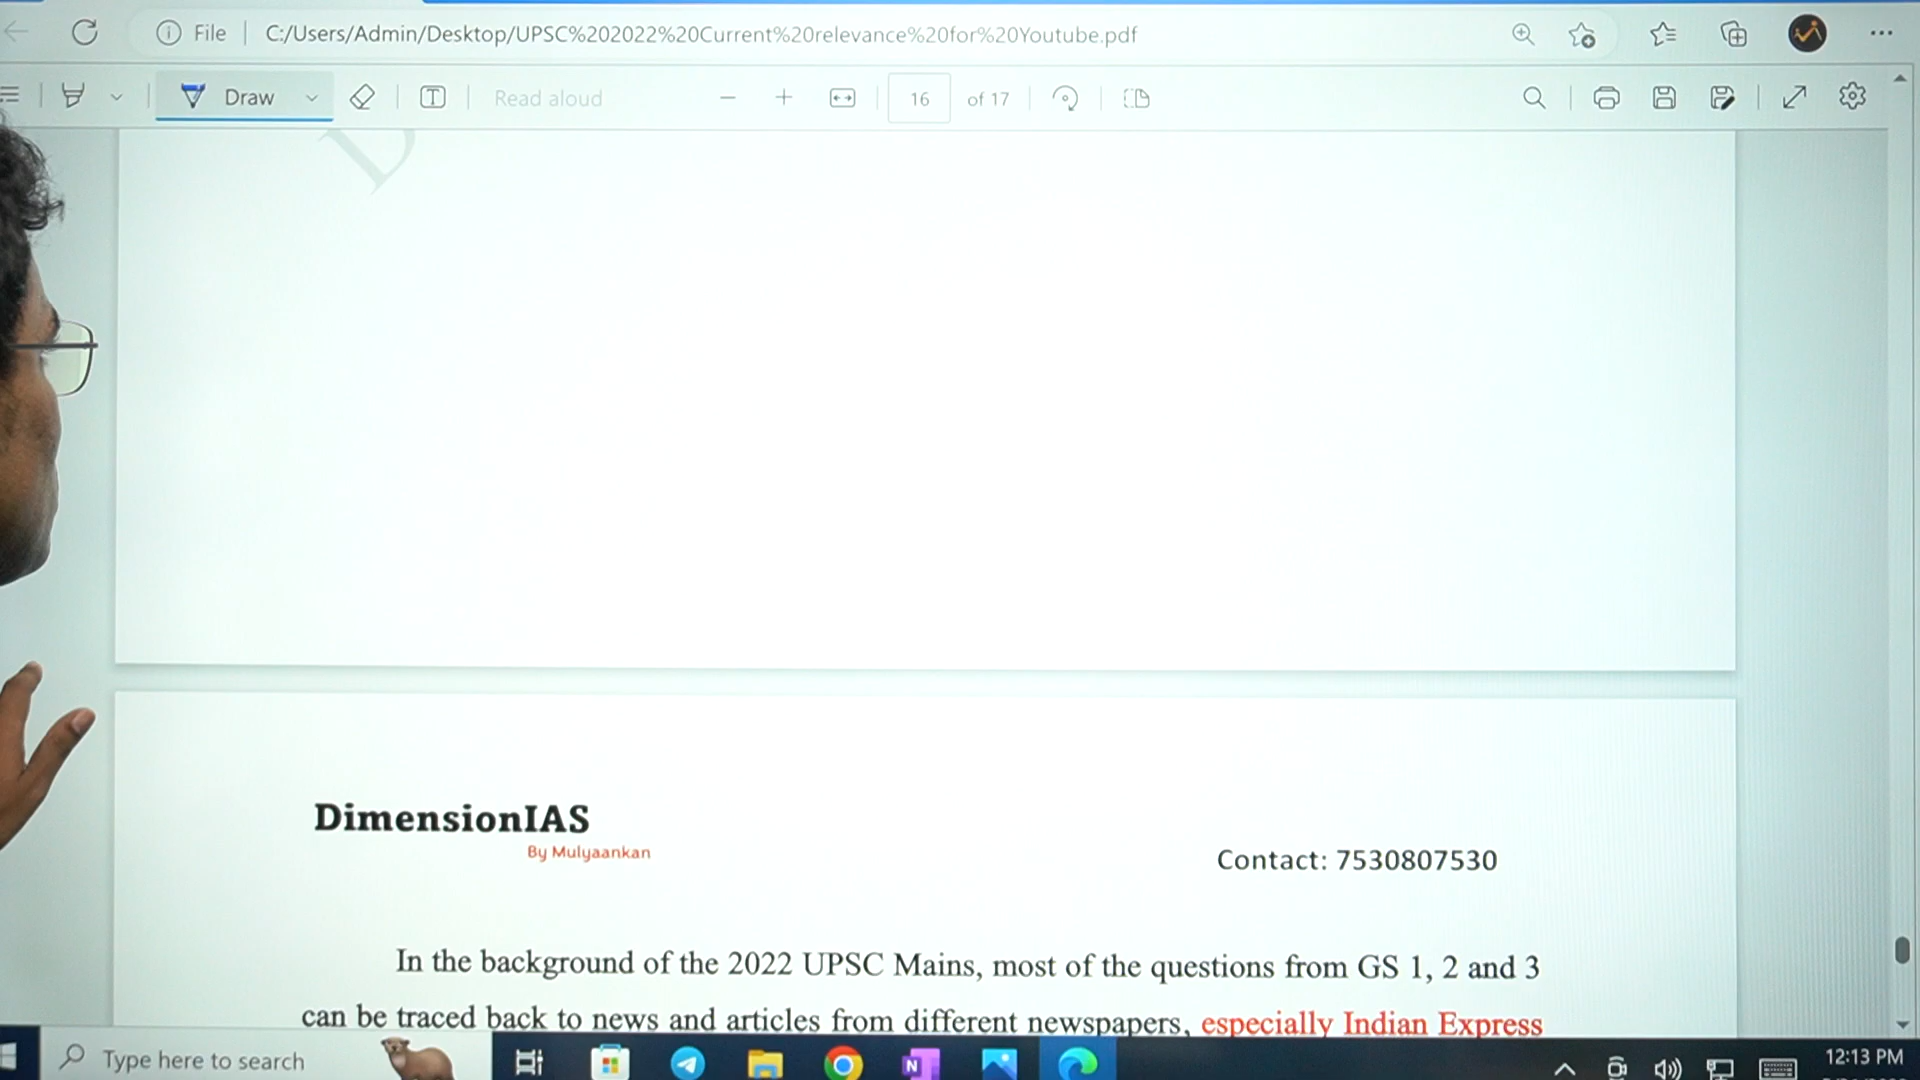 File
C:/Users/Admin/Desktop/UPSC%202022%20Current%20relevance%20for%20Youtube.pdf
Draw
T
Read aloud
16
of 17
D
DimensionIAS
By Mulyaankan
Contact: 7530807530
In the background of the 2022 UPSC Mains, most of the questions from GS 1, 2 and 3
can be traced back to news and articles from different newspapers, especially Indian Express
Type here to search
N
12:13 PM